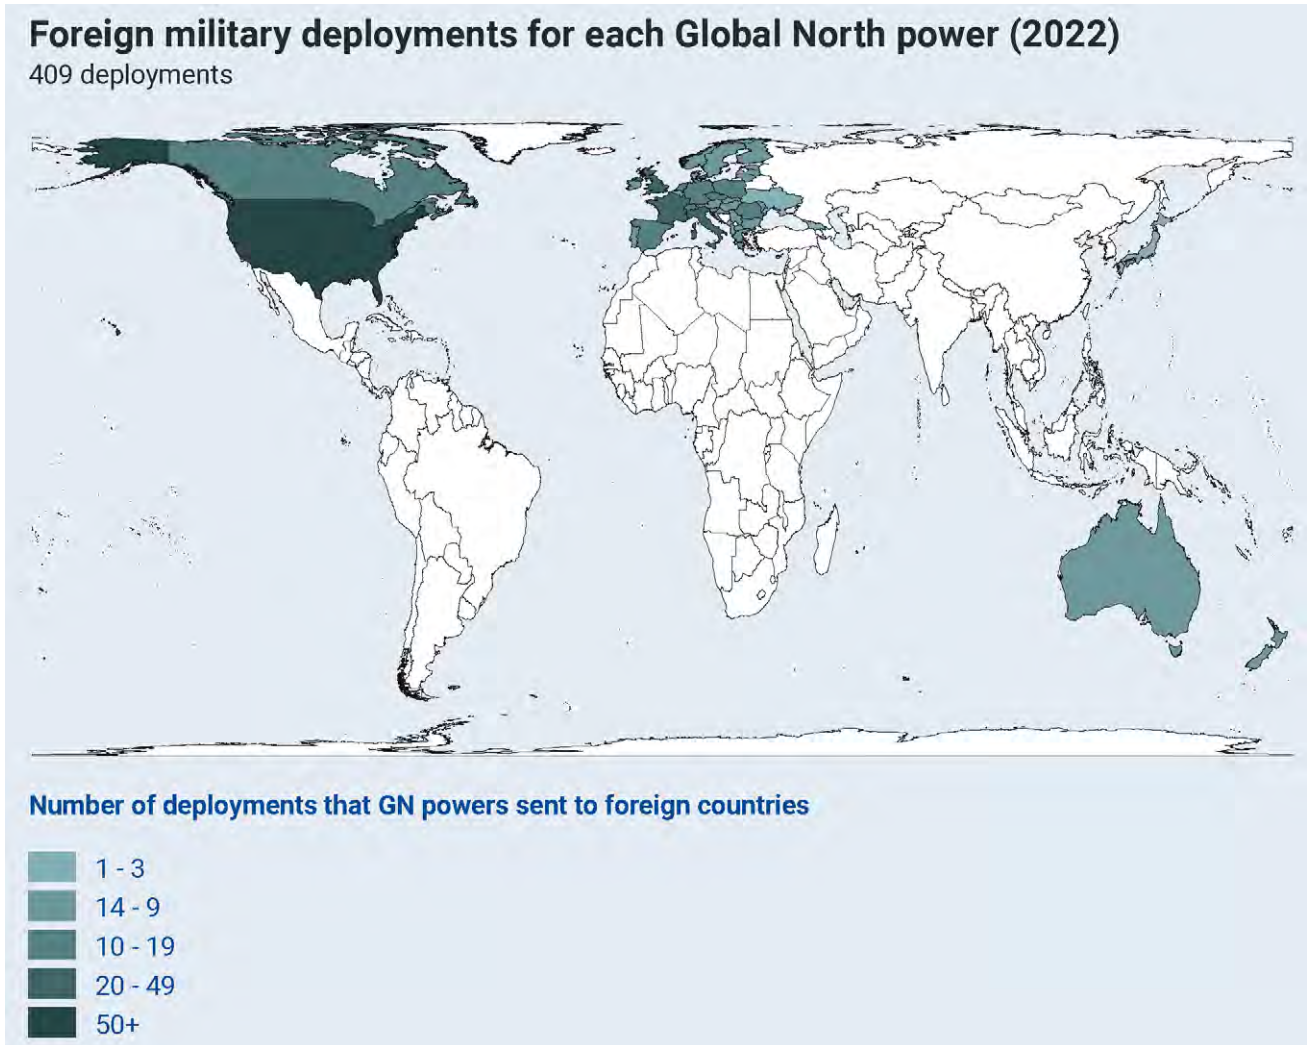 Foreign military deployments for each Global North power (2022)
409 deployments
Number of deployments that GN powers sent to foreign countries
1 - 3
14 - 9
10 - 19
20 - 49
50+